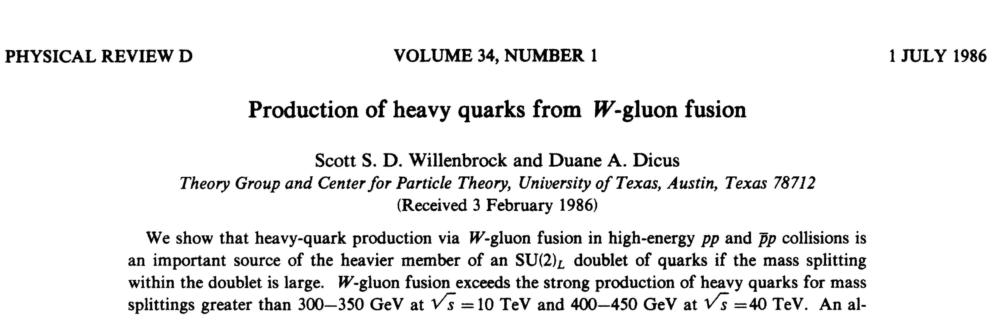 PHYSICAL REVIEW D VOLUME 34, NUMBER 1 1 JULY 1986
Production of heavy quarks from W-gluon fusion
Scott S. D. Willenbrock and Duane A. Dicus
Theory Group and Center for Particle Theory, University of Texas, Austin, Texas 78712
(Received 3 February 1986)
We show that heavy-quark production via W-gluon fusion in high-energy pp and p̄p collisions is
an important source of the heavier member of an SU(2)_L doublet of quarks if the mass splitting
within the doublet is large. W-gluon fusion exceeds the strong production of heavy quarks for mass
splittings greater than 300–350 GeV at √s =10 TeV and 400–450 GeV at √s =40 TeV. An al-